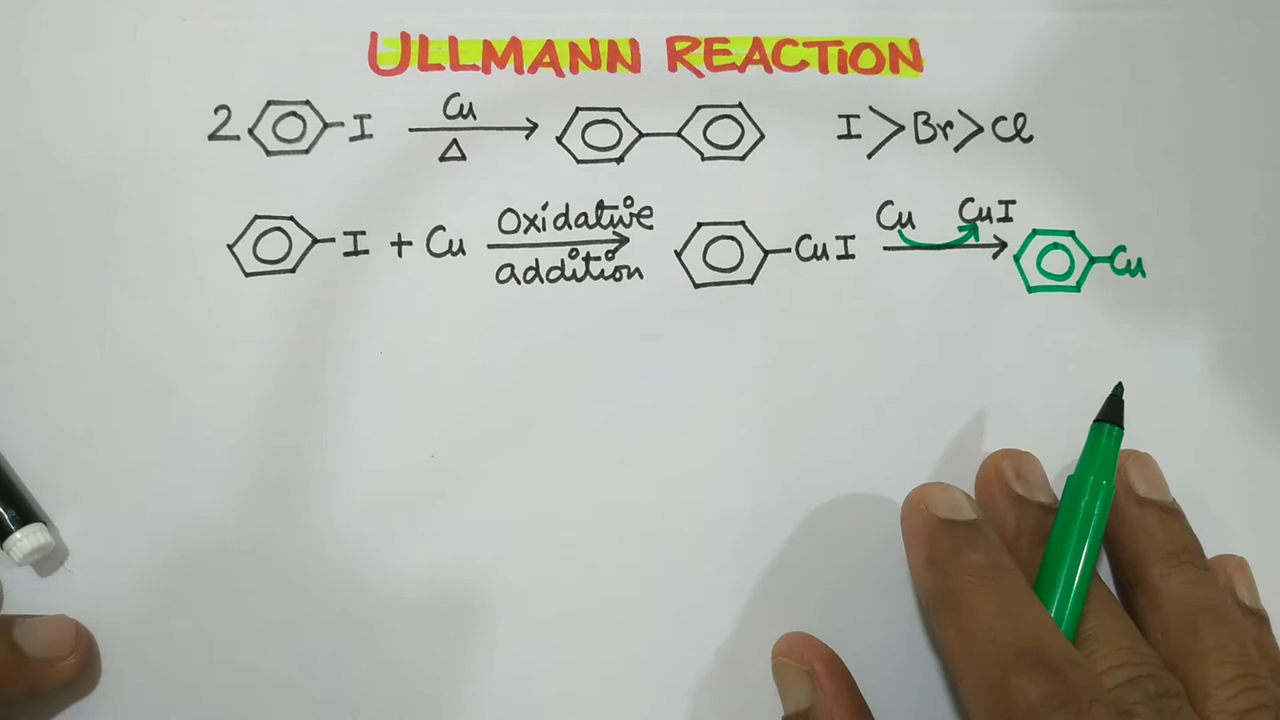 ULLMANN REACTION
2 I Cu Δ I > Br > Cl
I + Cu Oxidative addition CuI Cu CuI Cu